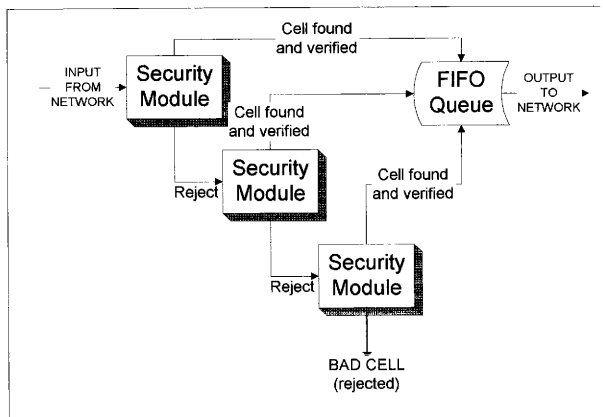 Cell found
and verified
INPUT
FROM
NETWORK
Security
Module
FIFO
Queue
OUTPUT
TO
NETWORK
Cell found
and verified
Reject
Security
Module
Cell found
and verified
Reject
Security
Module
BAD CELL
(rejected)